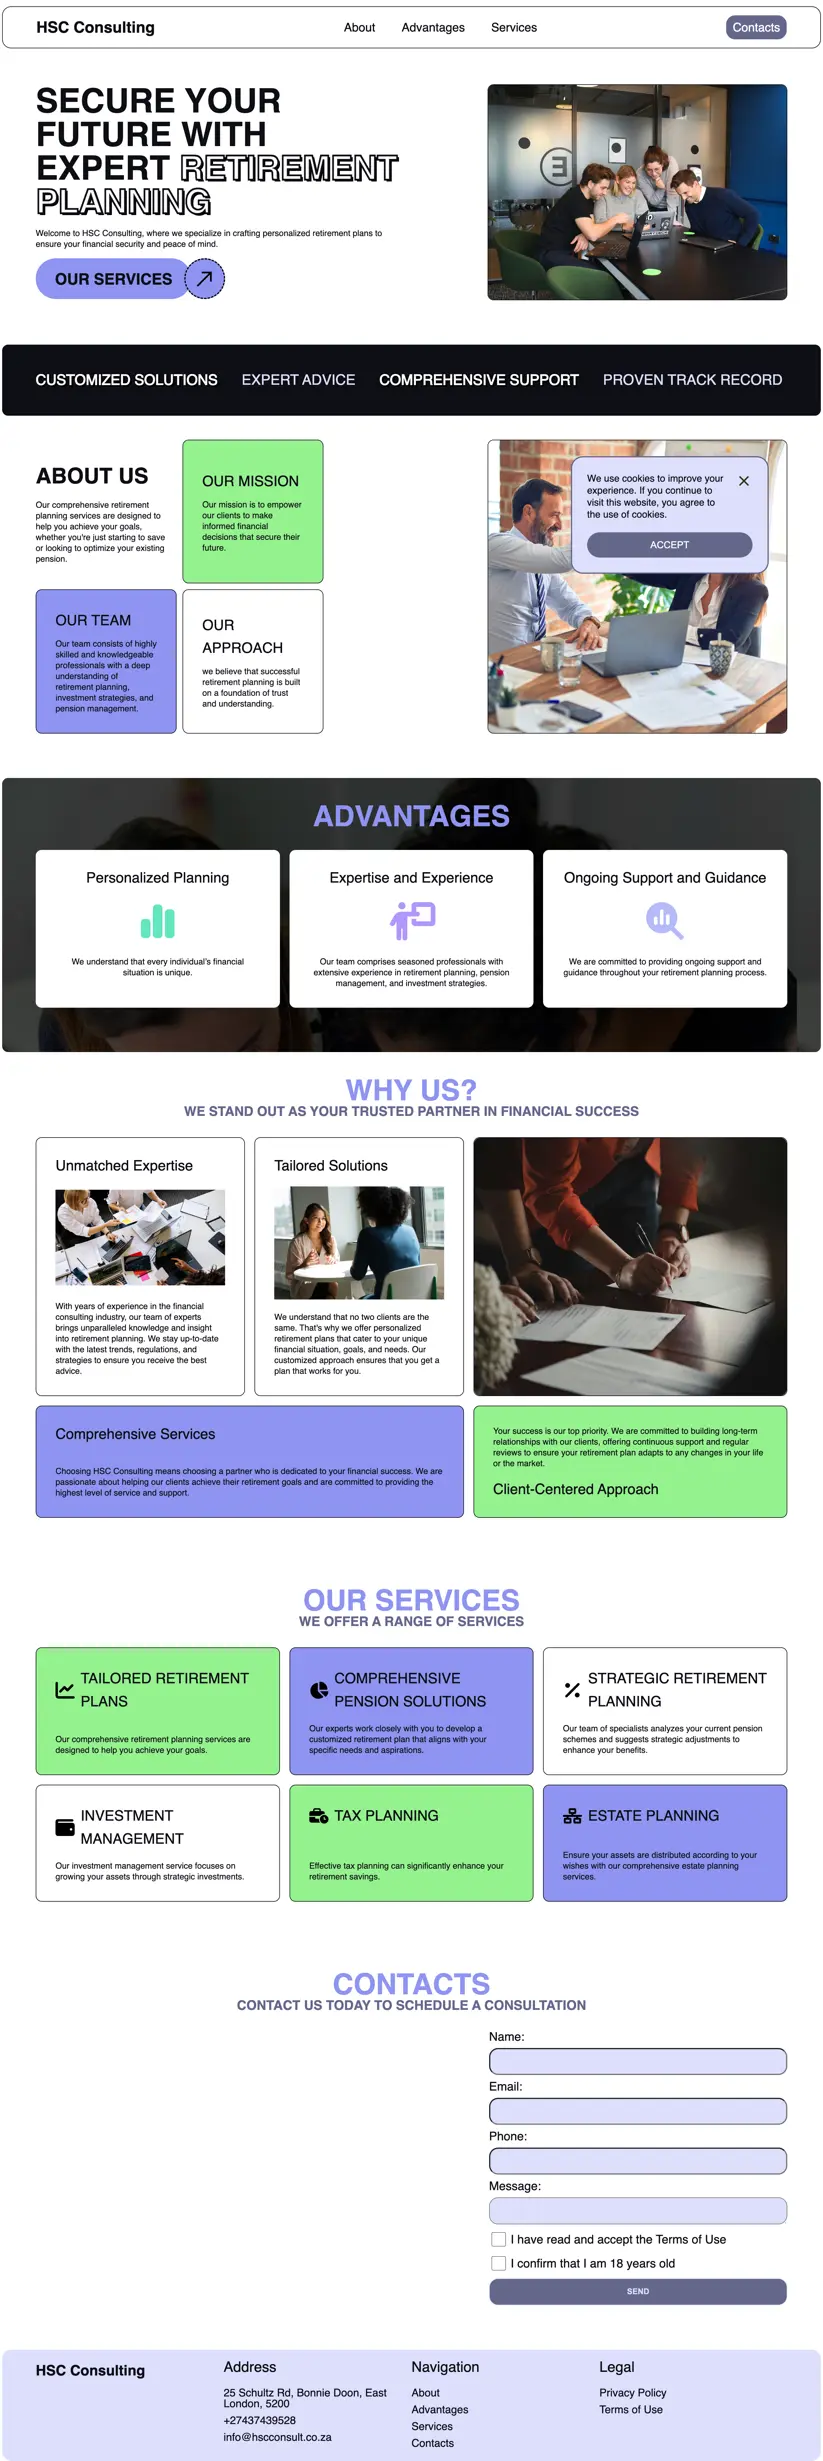 HSC Consulting
About
Advantages
Services
Contacts
SECURE YOUR
FUTURE WITH
EXPERT RETIREMENT
PLANNING
Welcome to HSC Consulting, where we specialize in crafting personalized retirement plans to
ensure your financial security and peace of mind.
OUR SERVICES
CUSTOMIZED SOLUTIONS
EXPERT ADVICE
COMPREHENSIVE SUPPORT
PROVEN TRACK RECORD
ABOUT US
Our comprehensive retirement
planning services are designed to
help you achieve your goals,
whether you're just starting to save
or looking to optimize your existing
pension.
OUR MISSION
Our mission is to empower
our clients to make
informed financial
decisions that secure their
future.
OUR TEAM
Our team consists of highly
skilled and knowledgeable
professionals with a deep
understanding of
retirement planning,
investment strategies, and
pension management.
OUR
APPROACH
we believe that successful
retirement planning is built
on a foundation of trust
and understanding.
We use cookies to improve your
experience. If you continue to
visit this website, you agree to
the use of cookies.
ACCEPT
ADVANTAGES
Personalized Planning
We understand that every individual's financial
situation is unique.
Expertise and Experience
Our team comprises seasoned professionals with
extensive experience in retirement planning, pension
management, and investment strategies.
Ongoing Support and Guidance
We are committed to providing ongoing support and
guidance throughout your retirement planning process.
WHY US?
WE STAND OUT AS YOUR TRUSTED PARTNER IN FINANCIAL SUCCESS
Unmatched Expertise
With years of experience in the financial
consulting industry, our team of experts
brings unparalleled knowledge and insight
into retirement planning. We stay up-to-date
with the latest trends, regulations, and
strategies to ensure you receive the best
advice.
Tailored Solutions
We understand that no two clients are the
same. That's why we offer personalized
retirement plans that cater to your unique
financial situation, goals, and needs. Our
customized approach ensures that you get a
plan that works for you.
Comprehensive Services
Choosing HSC Consulting means choosing a partner who is dedicated to your financial success. We are
passionate about helping our clients achieve their retirement goals and are committed to providing the
highest level of service and support.
Your success is our top priority. We are committed to building long-term
relationships with our clients, offering continuous support and regular
reviews to ensure your retirement plan adapts to any changes in your life
or the market.
Client-Centered Approach
OUR SERVICES
WE OFFER A RANGE OF SERVICES
TAILORED RETIREMENT
PLANS
Our comprehensive retirement planning services are
designed to help you achieve your goals.
COMPREHENSIVE
PENSION SOLUTIONS
Our experts work closely with you to develop a
customized retirement plan that aligns with your
specific needs and aspirations.
STRATEGIC RETIREMENT
PLANNING
Our team of specialists analyzes your current pension
schemes and suggests strategic adjustments to
enhance your benefits.
INVESTMENT
MANAGEMENT
Our investment management service focuses on
growing your assets through strategic investments.
TAX PLANNING
Effective tax planning can significantly enhance your
retirement savings.
ESTATE PLANNING
Ensure your assets are distributed according to your
wishes with our comprehensive estate planning
services.
CONTACTS
CONTACT US TODAY TO SCHEDULE A CONSULTATION
Name:
Email:
Phone:
Message:
I have read and accept the Terms of Use
I confirm that I am 18 years old
SEND
HSC Consulting
Address
25 Schultz Rd, Bonnie Doon, East
London, 5200
+27437439528
info@hscconsult.co.za
Navigation
About
Advantages
Services
Contacts
Legal
Privacy Policy
Terms of Use